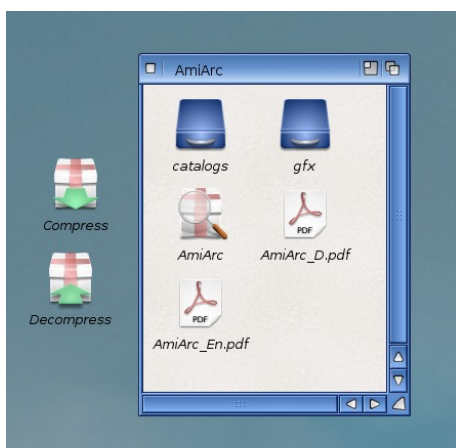 AmiArc
catalogs
gfx
Compress
AmiArc
AmiArc_D.pdf
PDF
Decompress
AmiArc_En.pdf
PDF